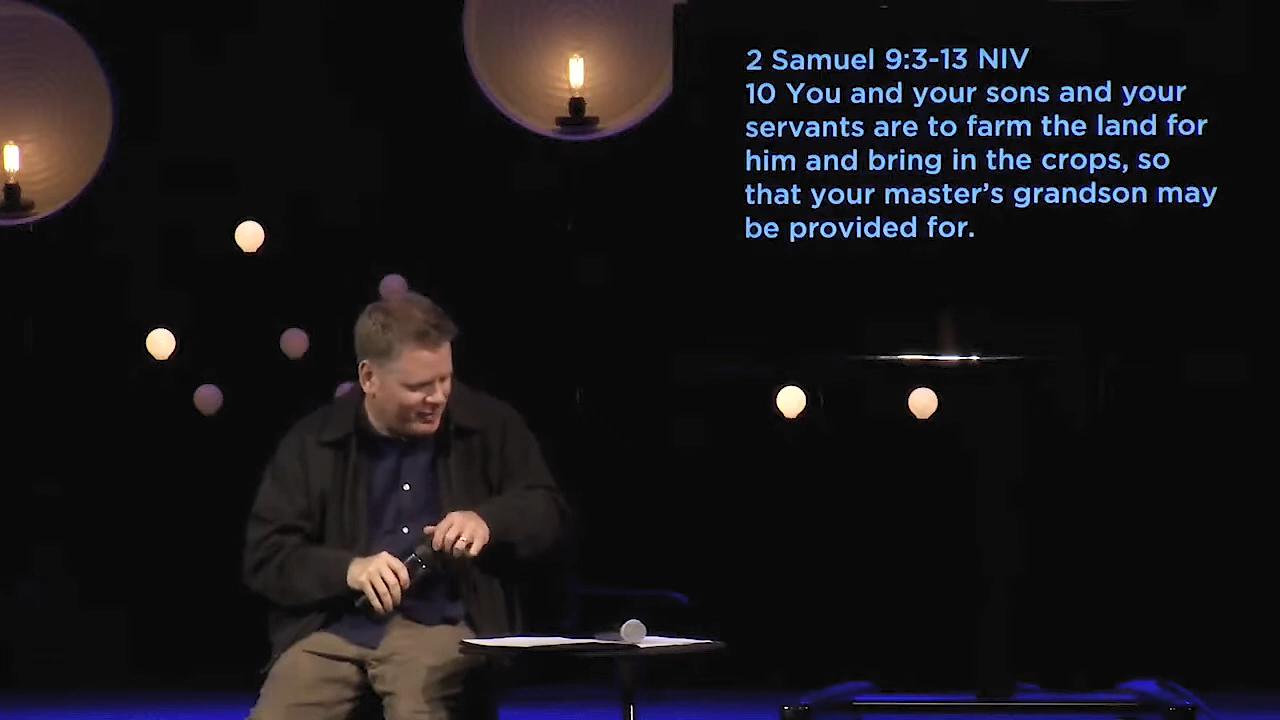 2 Samuel 9:3-13 NIV
10 You and your sons and your
servants are to farm the land for
him and bring in the crops, so
that your master’s grandson may
be provided for.